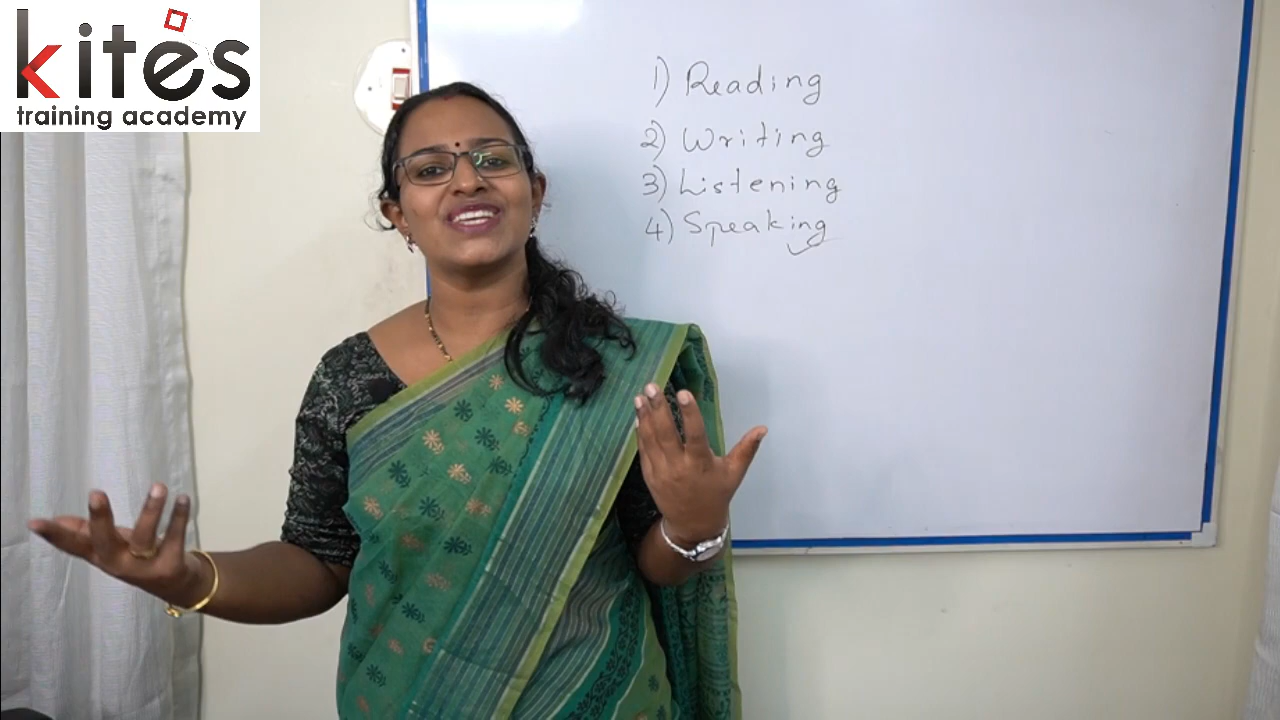 kites
training academy
1) Reading
2) Writing
3) Listening
4) Speaking